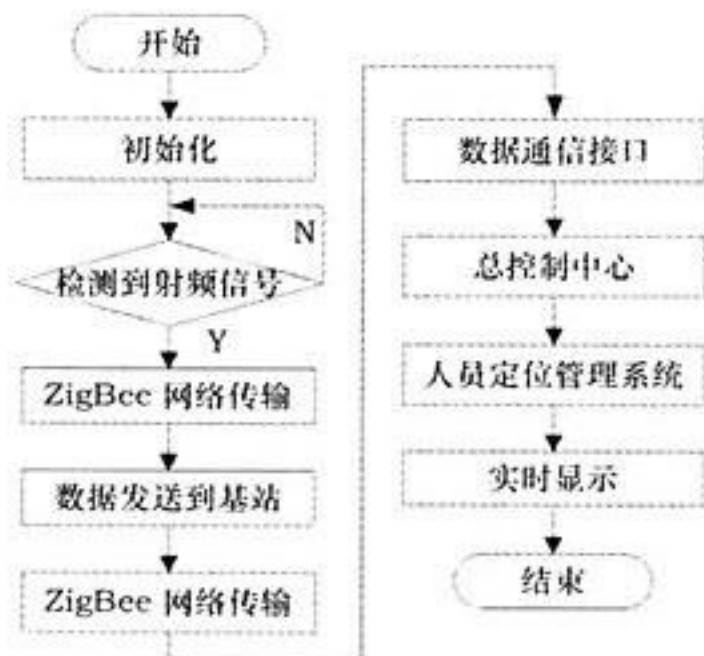 开始
初始化
N
检测到射频信号
Y
ZigBee 网络传输
数据发送到基站
ZigBee 网络传输
数据通信接口
总控制中心
人员定位管理系统
实时显示
结束